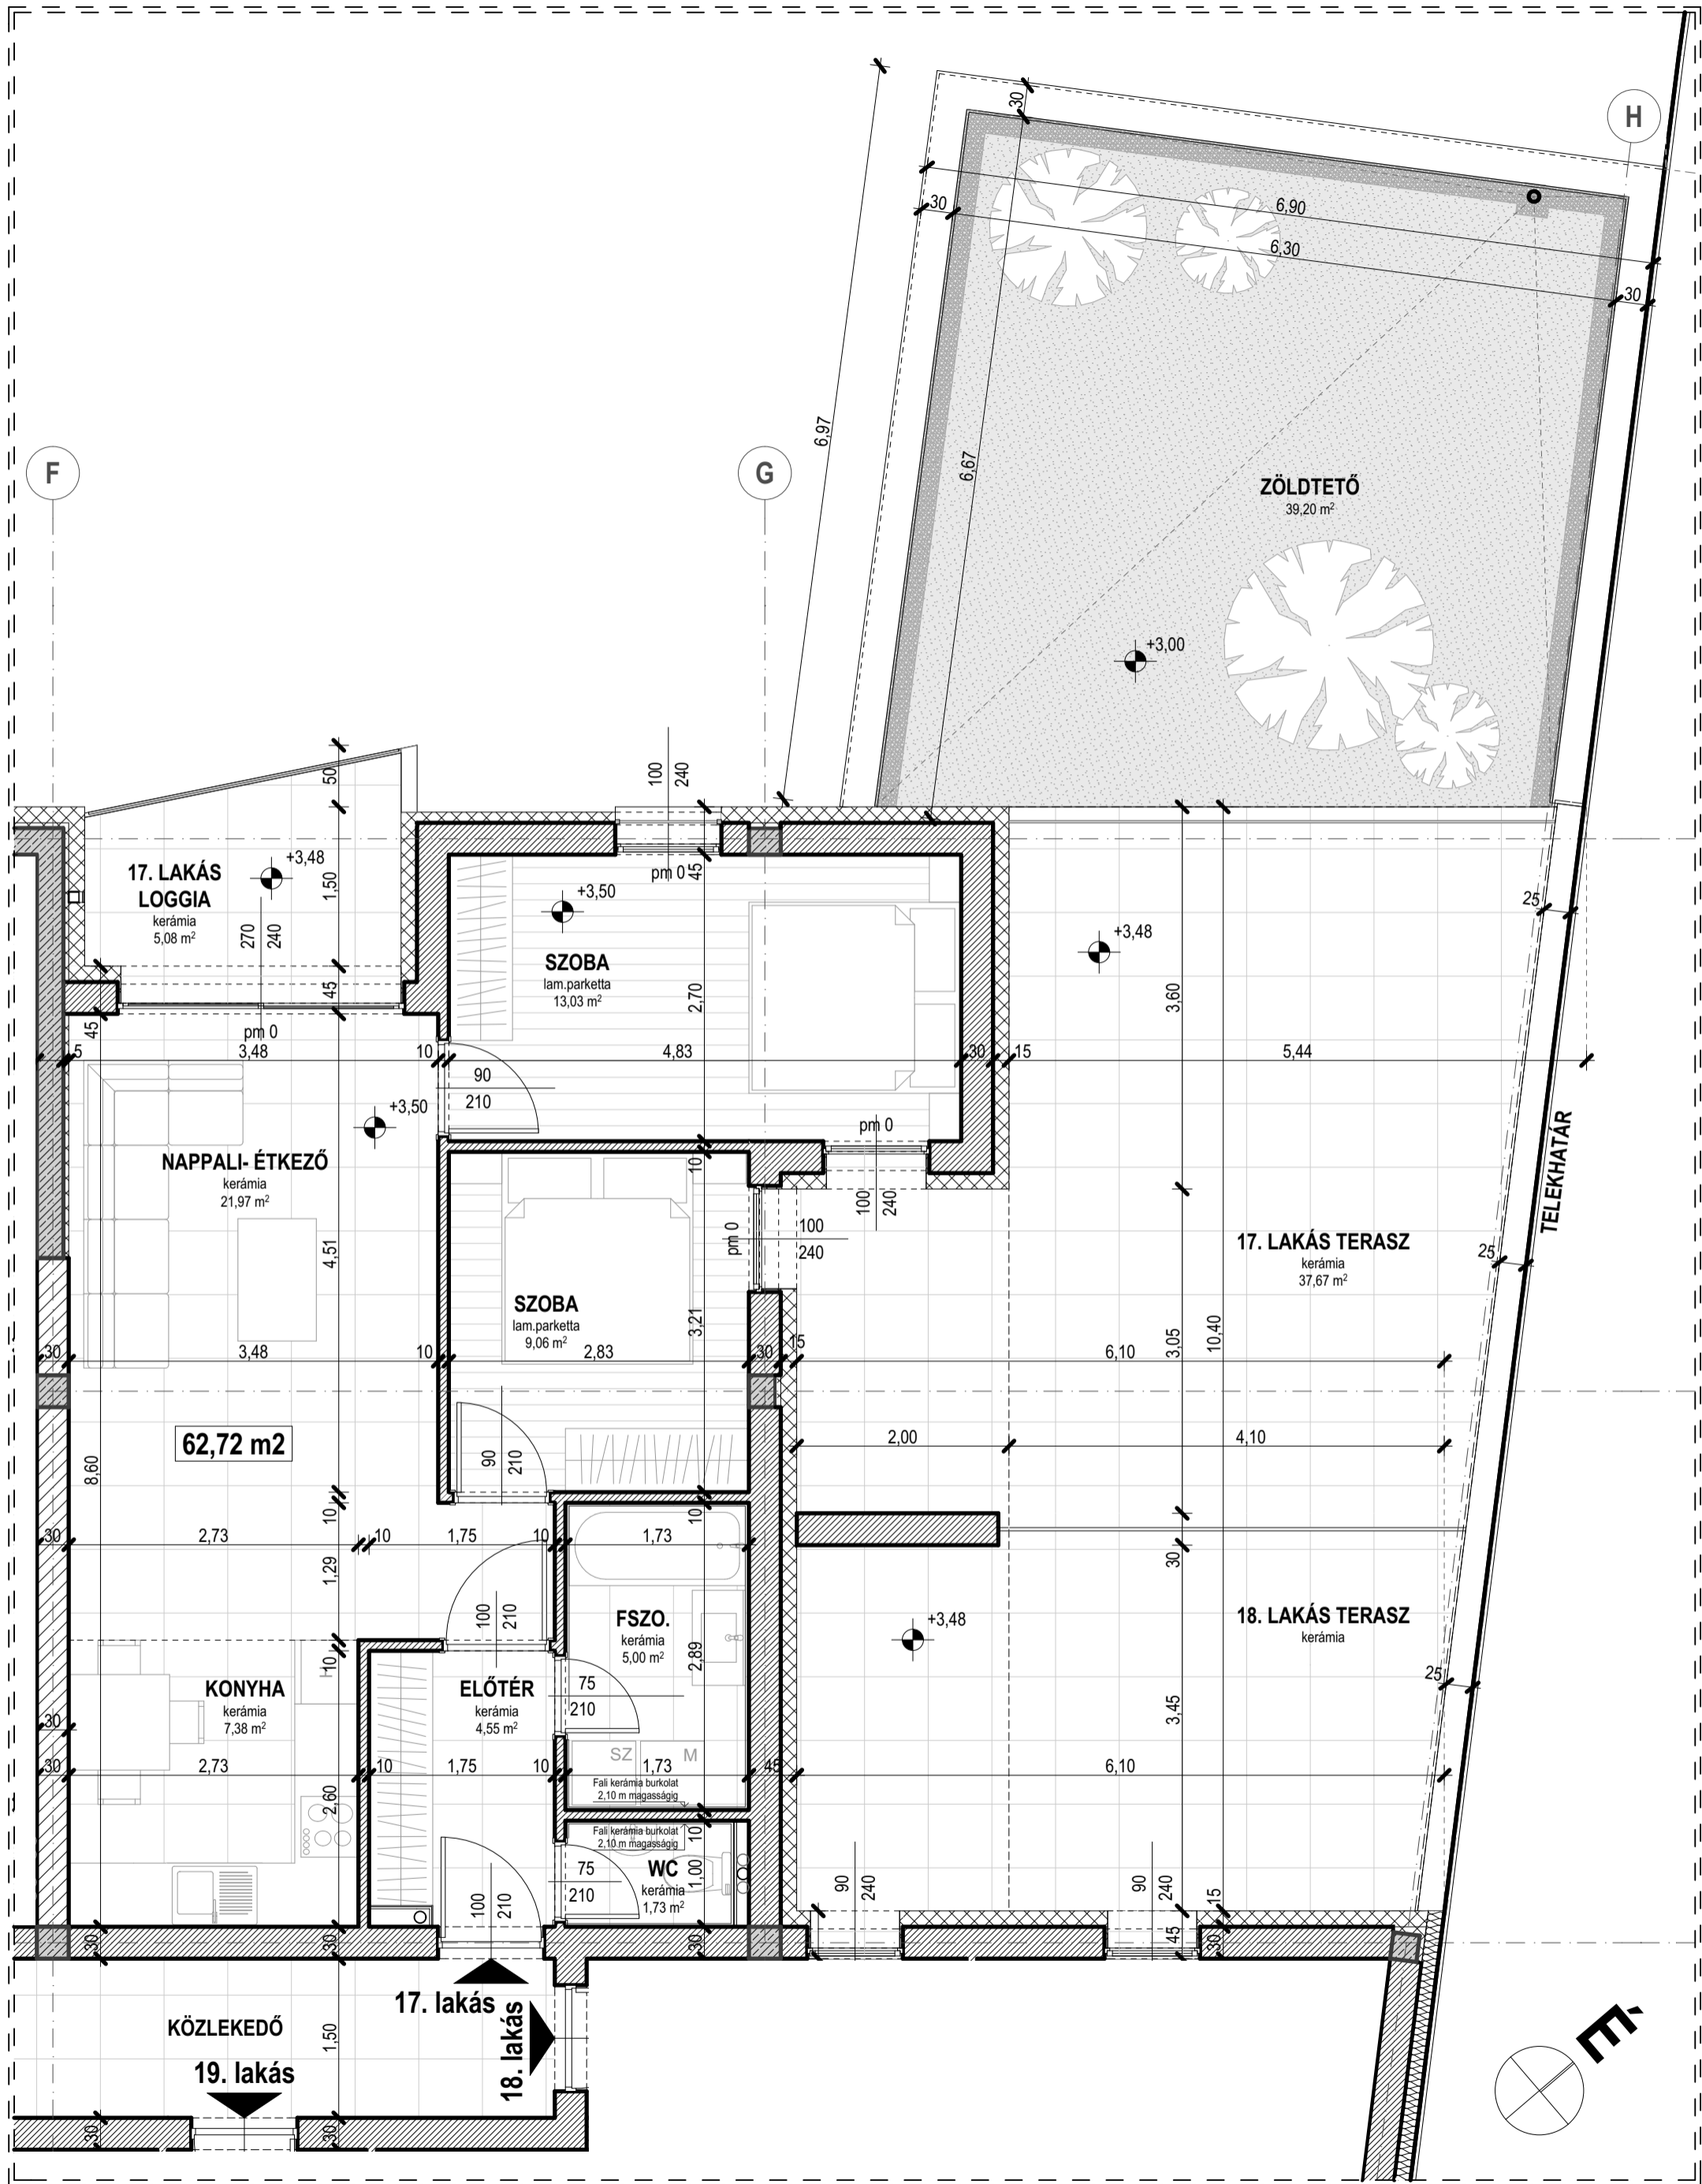 H
30
6,90
30
6,30
30
6,97
6,67
F
G
ZÖLDTETŐ
39,20 m²
+3,00
50
100
240
17. LAKÁS
LOGGIA
kerámia
5,08 m²
+3,48
1,50
270
240
45
pm 0
45
+3,50
SZOBA
lam.parketta
13,03 m²
2,70
+3,48
3,60
25
45
pm 0
5
3,48
10
4,83
30
15
5,44
90
210
+3,50
pm 0
TELEKHATÁR
NAPPALI- ÉTKEZŐ
kerámia
21,97 m²
10
100
240
pm 0
100
240
17. LAKÁS TERASZ
kerámia
37,67 m²
25
4,51
SZOBA
lam.parketta
9,06 m²
3,21
3,05
10,40
30
3,48
10
2,83
30
15
6,10
62,72 m2
8,60
90
210
2,00
4,10
10
10
30
2,73
10
1,75
10
1,73
1,29
30
100
210
FSZO.
kerámia
5,00 m²
2,89
+3,48
18. LAKÁS TERASZ
kerámia
10
KONYHA
kerámia
7,38 m²
ELŐTÉR
kerámia
4,55 m²
75
210
25
3,45
30
30
2,73
10
1,75
10
SZ
M
1,73
45
6,10
Fali kerámia burkolat
2,10 m magasságig
2,60
Fali kerámia burkolat
2,10 m magasságig
10
75
210
WC
kerámia
1,73 m²
1,00
100
210
90
240
90
240
15
30
30
30
45
30
17. lakás
KÖZLEKEDŐ
1,50
18. lakás
19. lakás
30
30
É